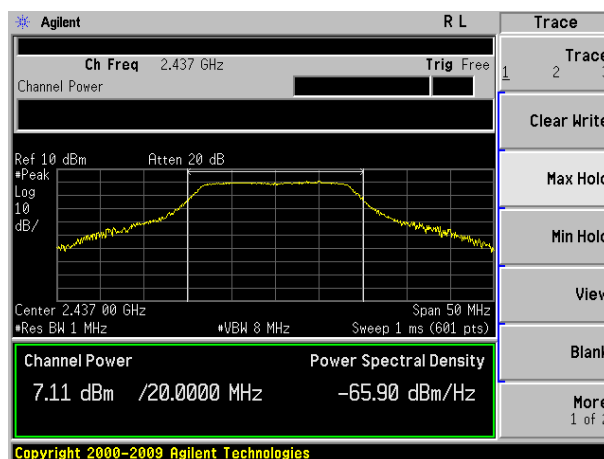 Agilent R L Trace
Ch Freq 2.437 GHz Trig Free
Channel Power
Trace
1 2
Clear Write
Max Hold
Min Hold
View
Blank
More
1 of
Ref 10 dBm Atten 20 dB
#Peak
Log
10
dB/
Center 2.437 00 GHz Span 50 MHz
#Res BW 1 MHz #VBW 8 MHz Sweep 1 ms (601 pts)
Channel Power Power Spectral Density
7.11 dBm /20.0000 MHz -65.90 dBm/Hz
Copyright 2000-2009 Agilent Technologies